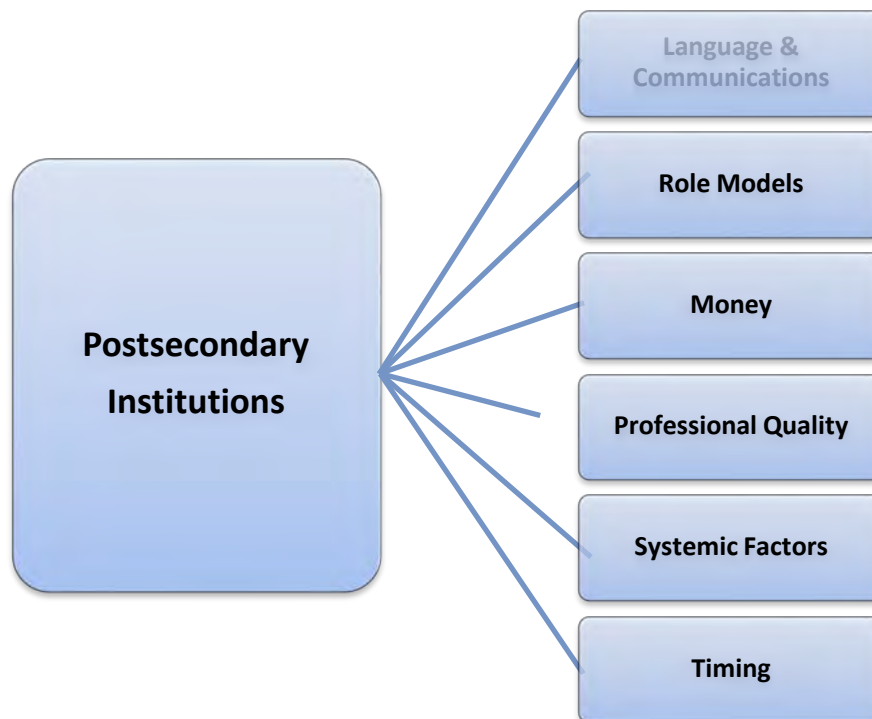 Language &
Communications
Role Models
Postsecondary
Institutions
Money
Professional Quality
Systemic Factors
Timing